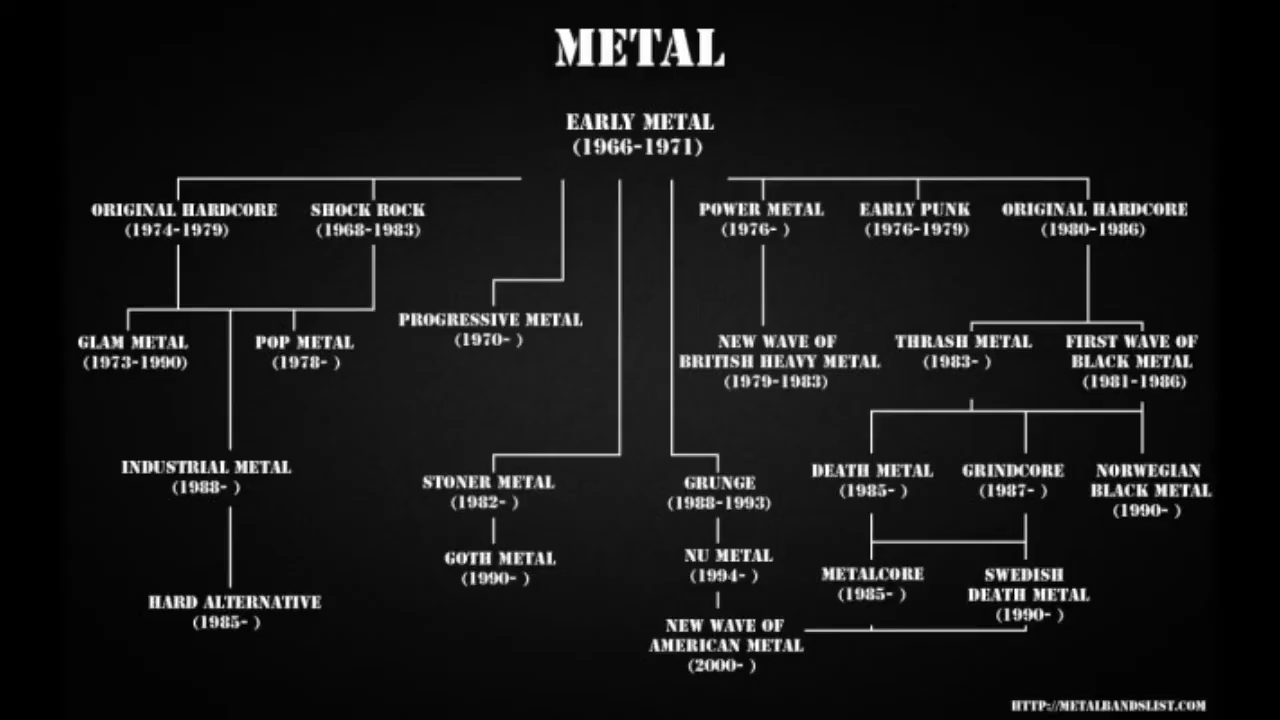 METAL
EARLY METAL
(1966-1971)
ORIGINAL HARDCORE
(1974-1979)
SHOCK ROCK
(1968-1983)
POWER METAL
(1976- )
EARLY PUNK
(1976-1979)
ORIGINAL HARDCORE
(1980-1986)
GLAM METAL
(1973-1990)
POP METAL
(1978- )
PROGRESSIVE METAL
(1970- )
NEW WAVE OF
BRITISH HEAVY METAL
(1979-1983)
THRASH METAL
(1983- )
FIRST WAVE OF
BLACK METAL
(1981-1986)
INDUSTRIAL METAL
(1988- )
STONER METAL
(1982- )
GRUNGE
(1988-1993)
DEATH METAL
(1985- )
GRINDCORE
(1987- )
NORWEGIAN
BLACK METAL
(1990- )
HARD ALTERNATIVE
(1985- )
GOTH METAL
(1990- )
NU METAL
(1994- )
METALCORE
(1985- )
SWEDISH
DEATH METAL
(1990- )
NEW WAVE OF
AMERICAN METAL
(2000- )
HTTP://METALBANDSLIST.COM